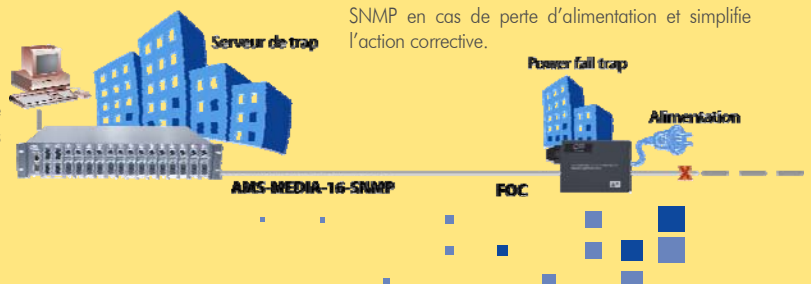 SNMP en cas de perte d’alimentation et simplifie
l’action corrective.
Serveur de trap
Power fail trap
Alimentation
AMS-MEDIA-16-SNMP
FOC
X